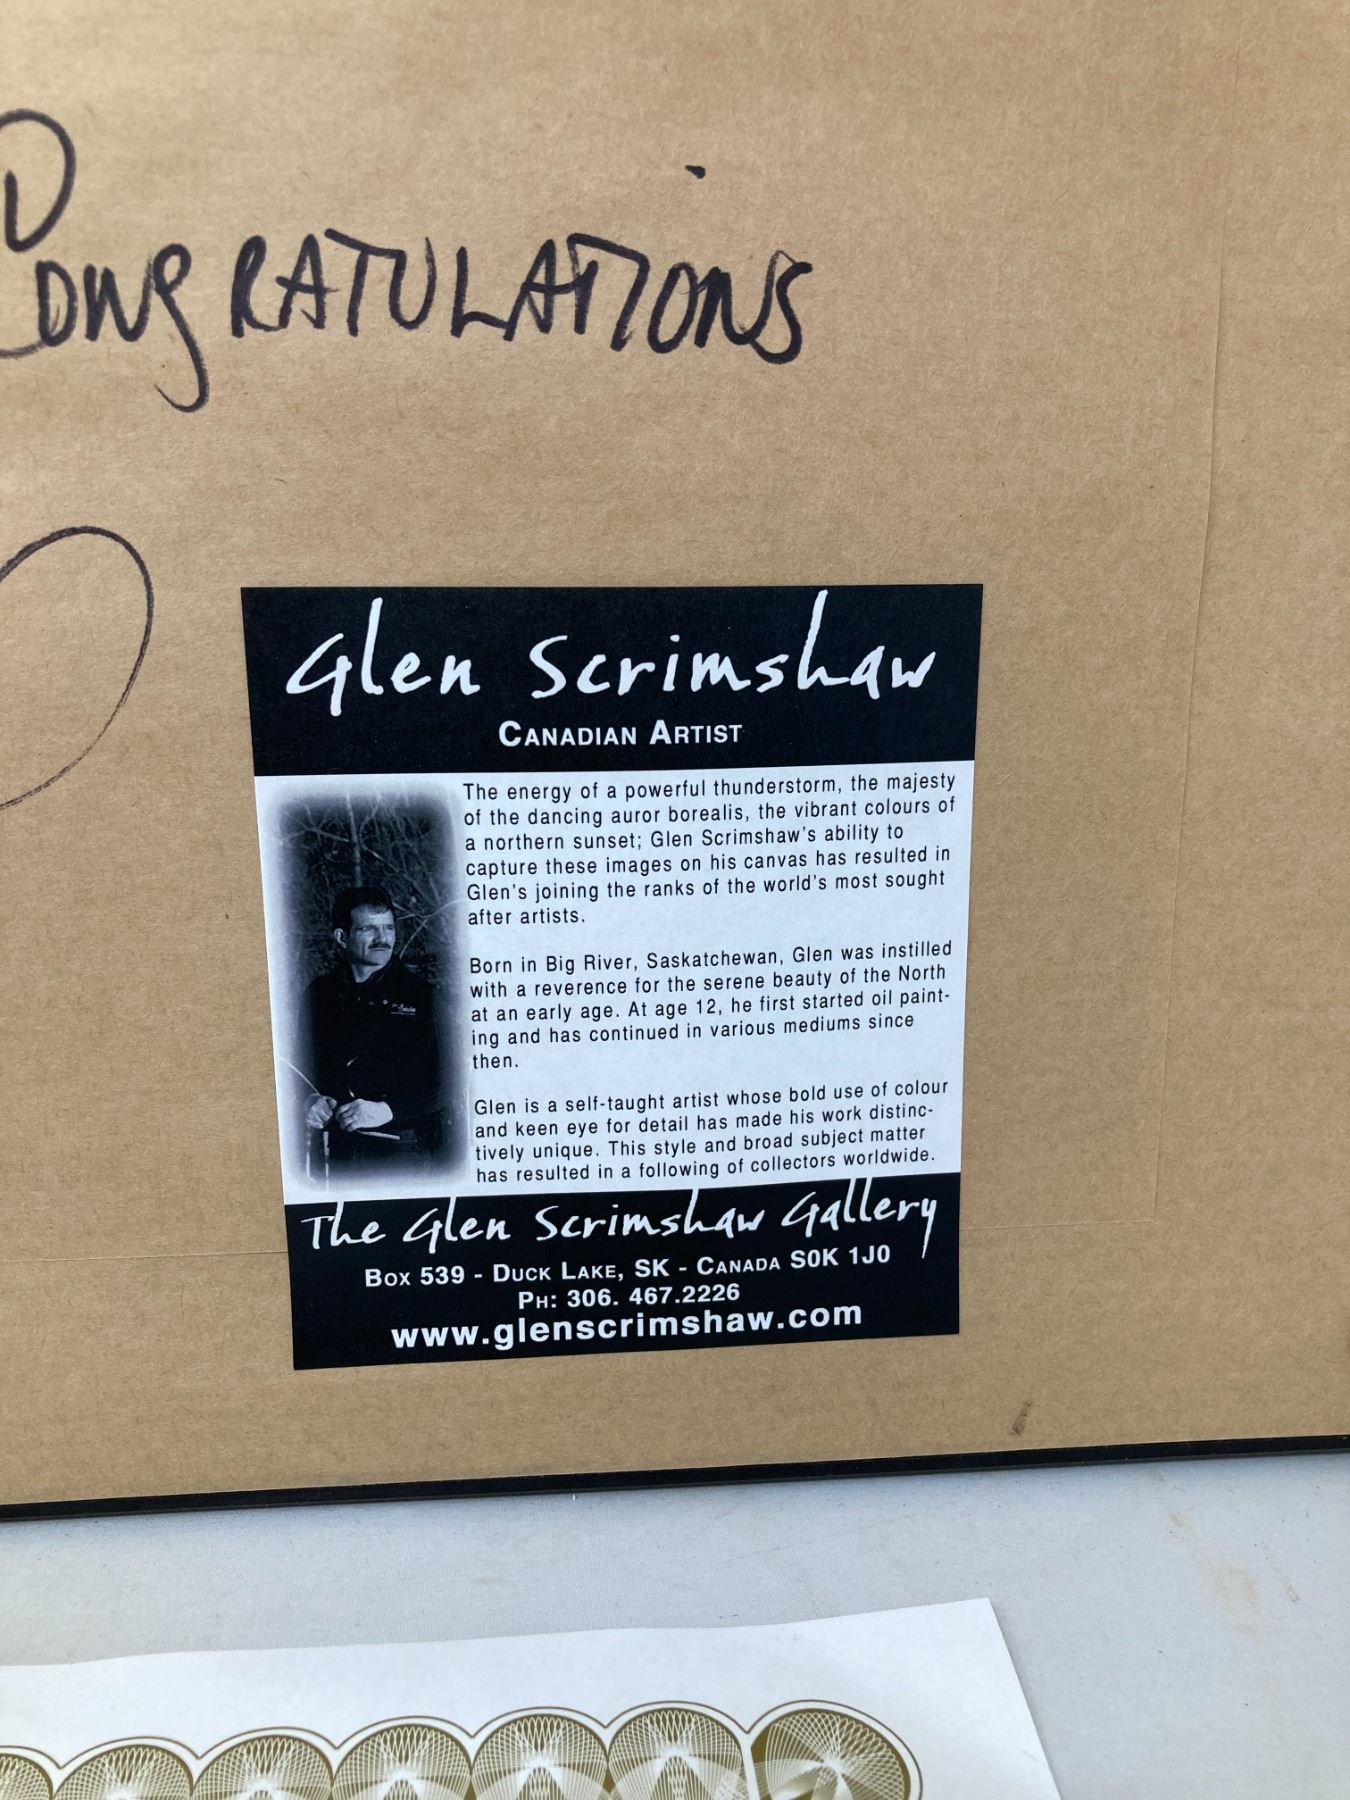 CONGRATULATIONS
Glen Scrimshaw
CANADIAN ARTIST
The energy of a powerful thunderstorm, the majesty
of the dancing auror borealis, the vibrant colours of
a northern sunset; Glen Scrimshaw's ability to
capture these images on his canvas has resulted in
Glen's joining the ranks of the world's most sought
after artists.
Born in Big River, Saskatchewan, Glen was instilled
with a reverence for the serene beauty of the North
at an early age. At age 12, he first started oil paint-
ing and has continued in various mediums since
then.
Glen is a self-taught artist whose bold use of colour
and keen eye for detail has made his work distinc-
tively unique. This style and broad subject matter
has resulted in a following of collectors worldwide.
The Glen Scrimshaw Gallery
BOX 539 - DUCK LAKE, SK - CANADA S0K 1J0
PH: 306. 467.2226
www.glenscrimshaw.com